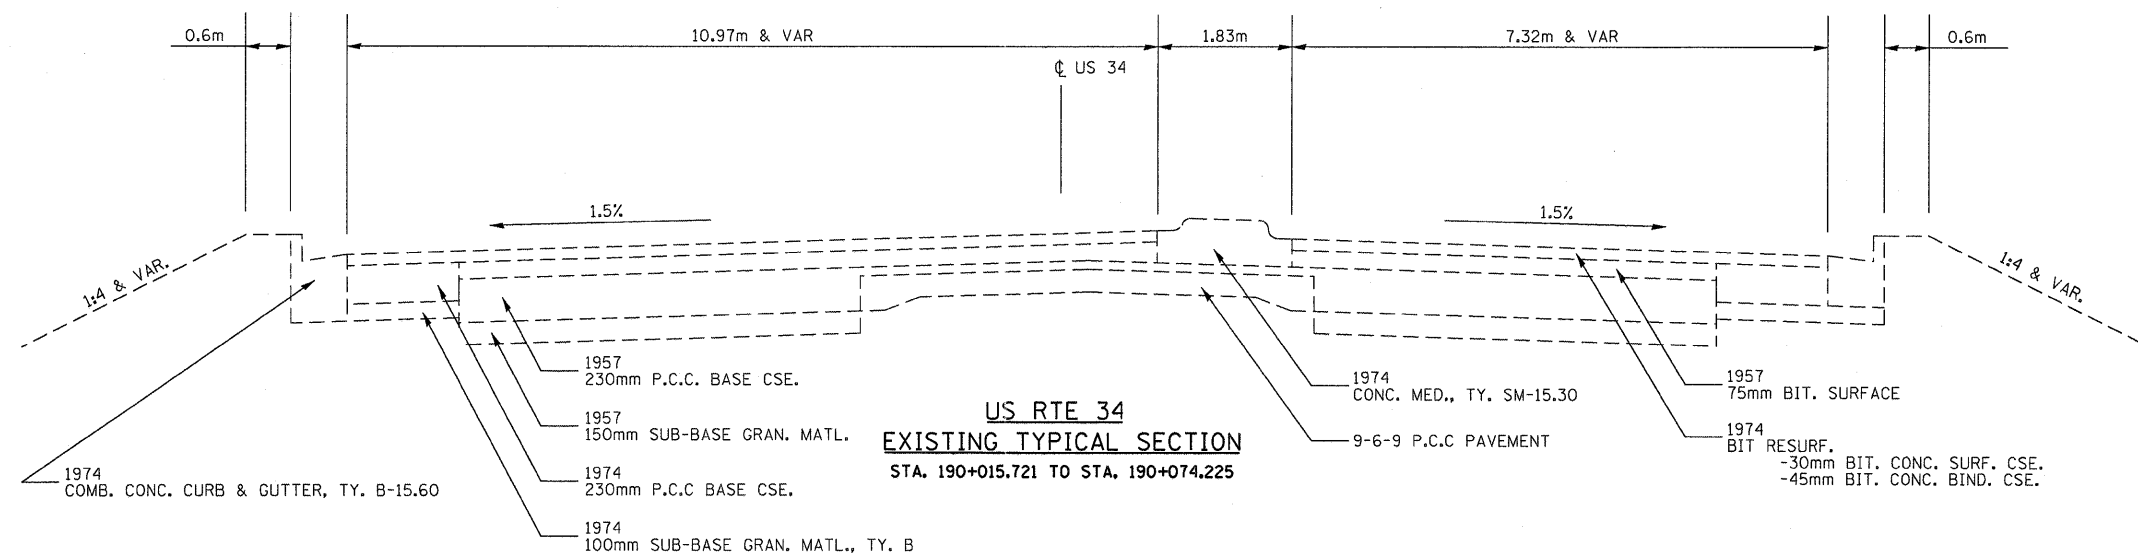 0.6m
10.97m & VAR
1.83m
7.32m & VAR
0.6m
℄ US 34
1.5%
1.5%
1:4 & VAR.
1:4 & VAR.
1957
230mm P.C.C. BASE CSE.
1957
150mm SUB-BASE GRAN. MATL.
1974
230mm P.C.C BASE CSE.
1974
100mm SUB-BASE GRAN. MATL., TY. B
1974
COMB. CONC. CURB & GUTTER, TY. B-15.60
US RTE 34
EXISTING TYPICAL SECTION
STA. 190+015.721 TO STA. 190+074.225
1974
CONC. MED., TY. SM-15.30
9-6-9 P.C.C PAVEMENT
1957
75mm BIT. SURFACE
1974
BIT RESURF.
-30mm BIT. CONC. SURF. CSE.
-45mm BIT. CONC. BIND. CSE.